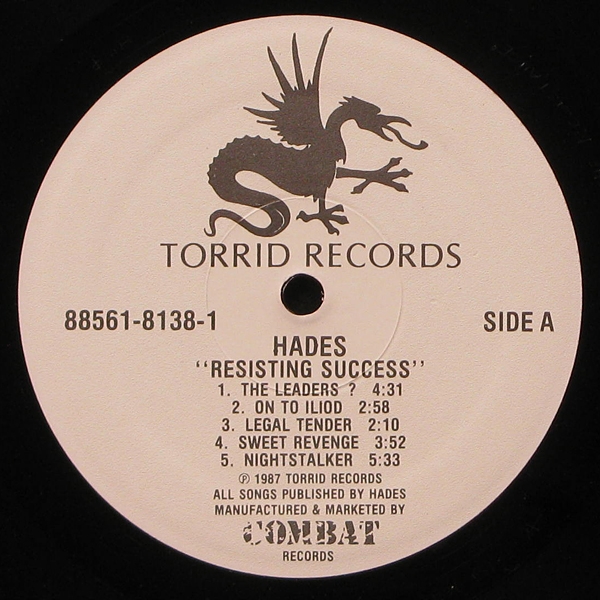 TORRID RECORDS
88561-8138-1 SIDE A
HADES
"RESISTING SUCCESS"
1. THE LEADERS ? 4:31
2. ON TO ILIOD 2:58
3. LEGAL TENDER 2:10
4. SWEET REVENGE 3:52
5. NIGHTSTALKER 5:33
℗ 1987 TORRID RECORDS
ALL SONGS PUBLISHED BY HADES
MANUFACTURED & MARKETED BY
COMBAT
RECORDS